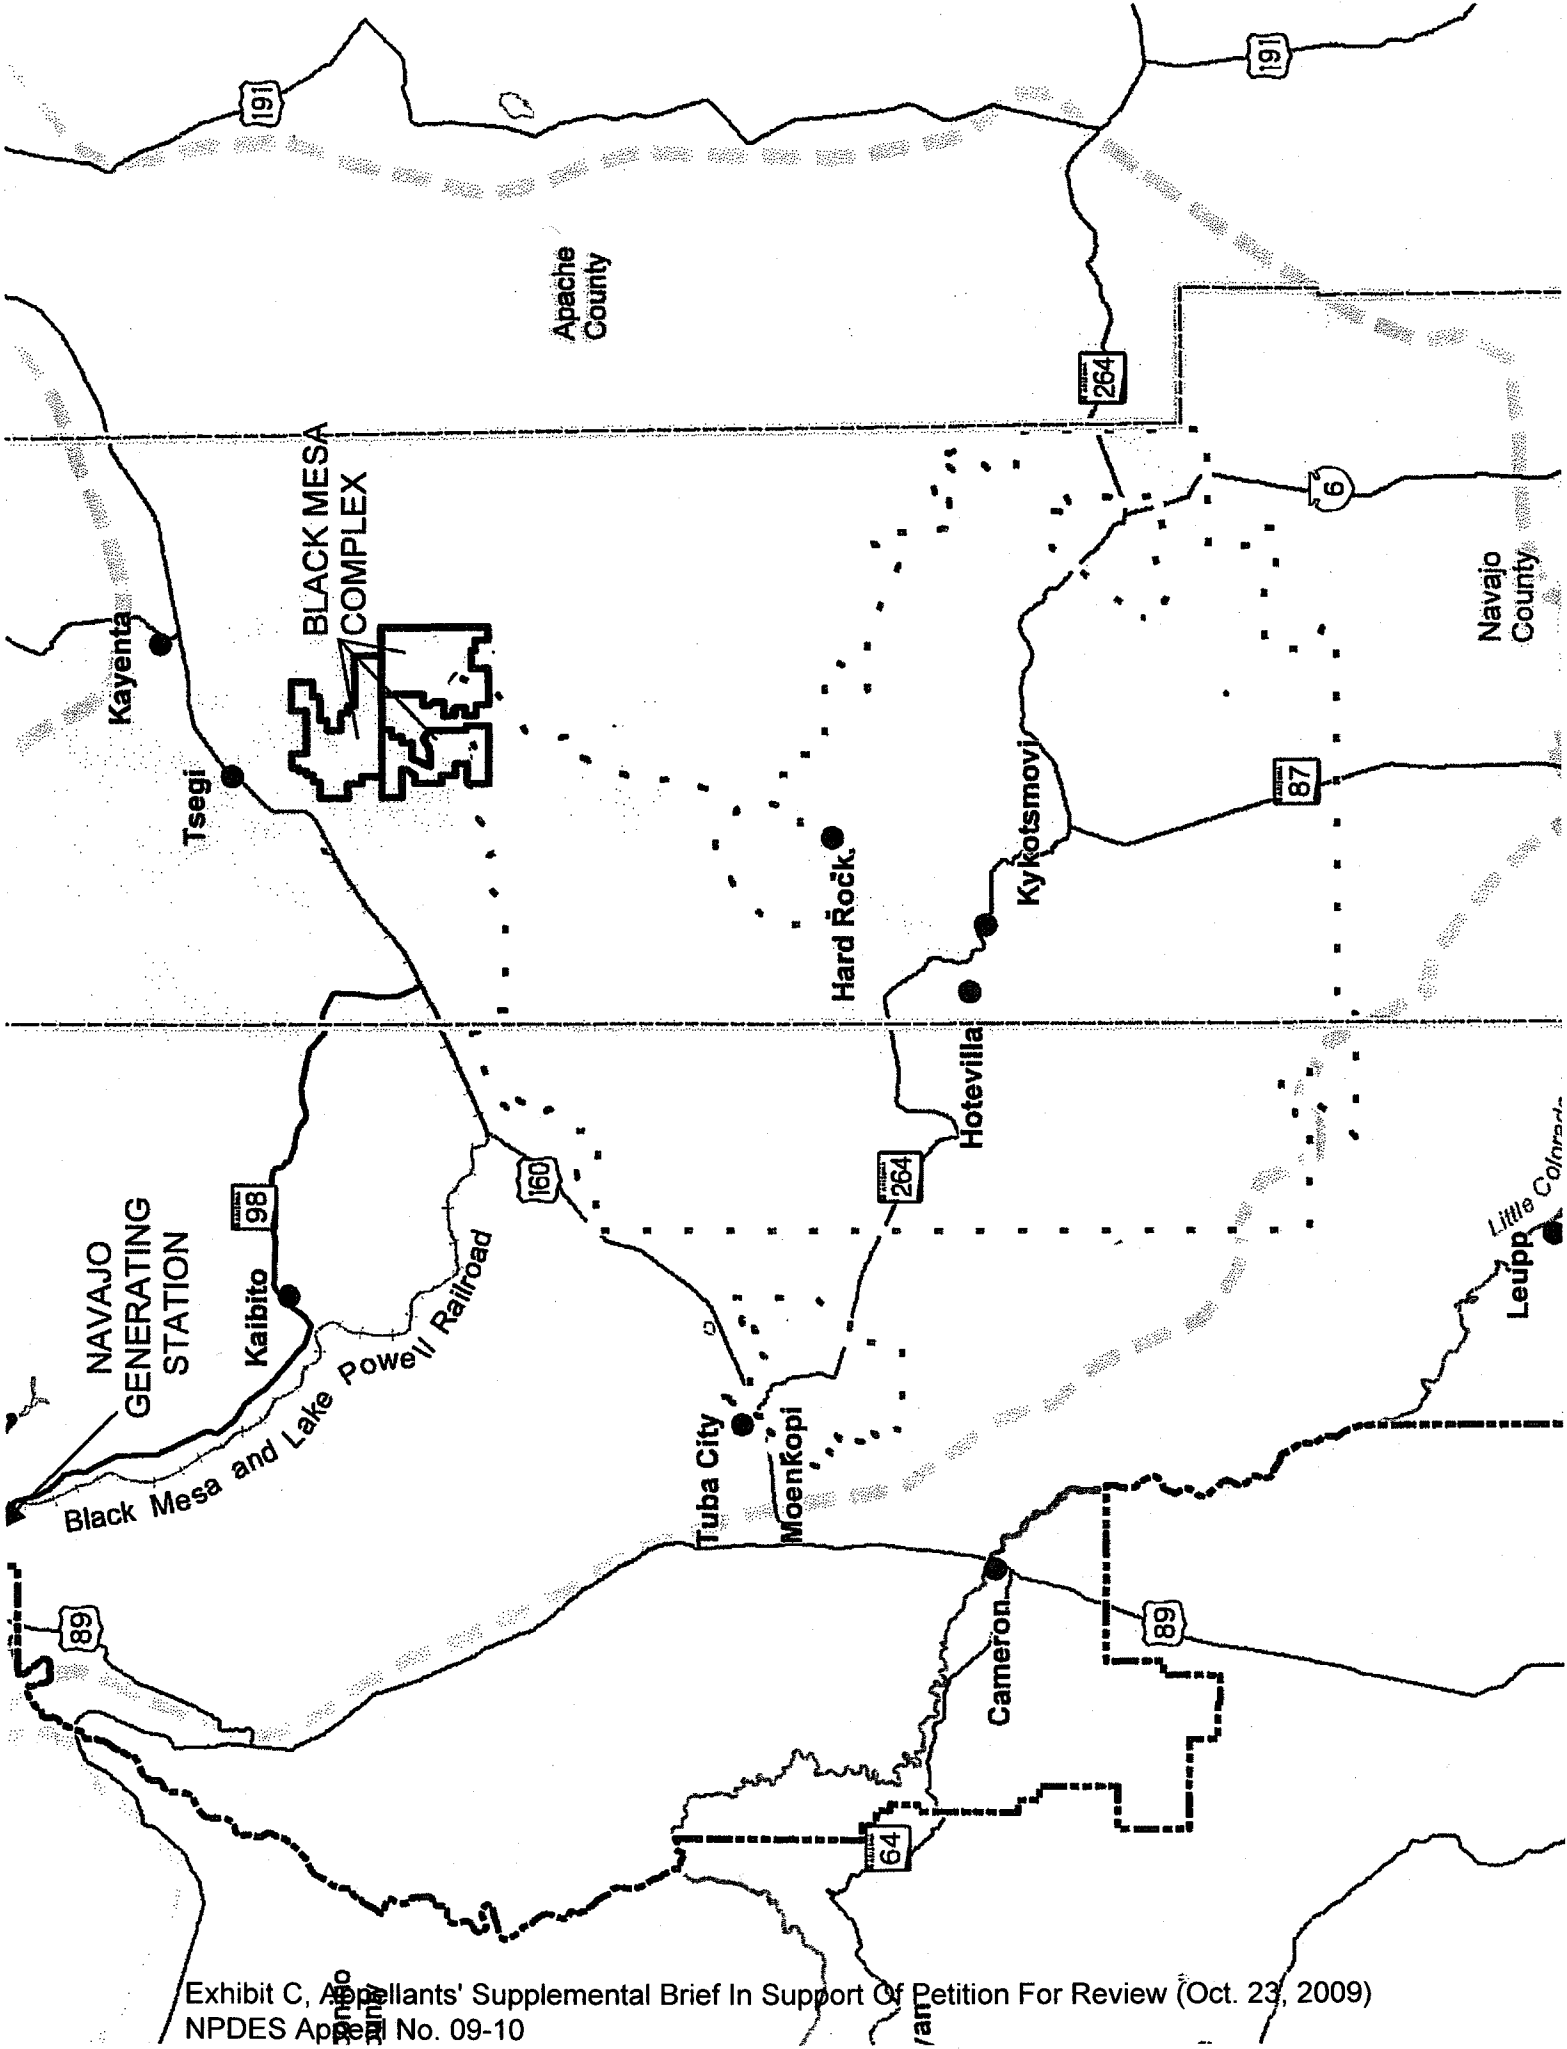 NAVAJO
GENERATING
STATION
Black Mesa and Lake Powell Railroad
Kaibito
98
89
Tsegi
Kayenta
BLACK MESA
COMPLEX
191
160
Apache
County
Tuba City
Moenkopi
Hard Rock
264
Hotevilla
Kykotsmovi
264
191
Cameron
89
64
87
6
Navajo
County
Leupp
Little Colorado
Exhibit C, Appellants' Supplemental Brief In Support Of Petition For Review (Oct. 23, 2009)
NPDES Appeal No. 09-10